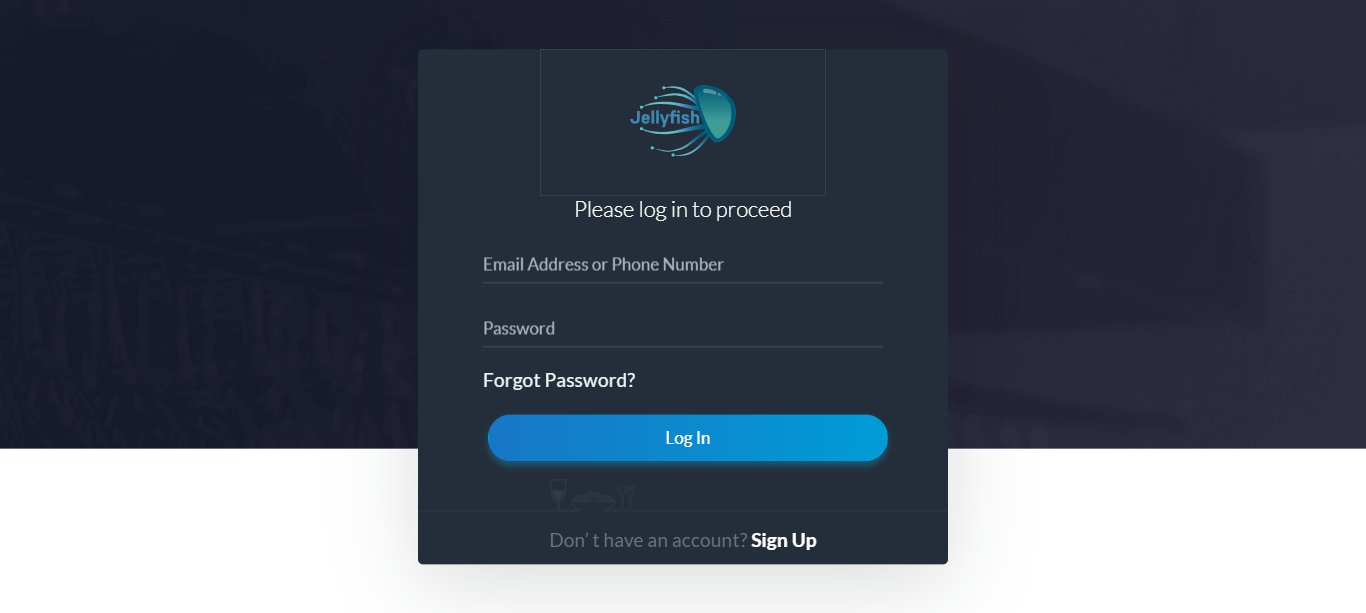 Jellyfish
Please log in to proceed
Email Address or Phone Number
Password
Forgot Password?
Log In
Don’ t have an account? Sign Up